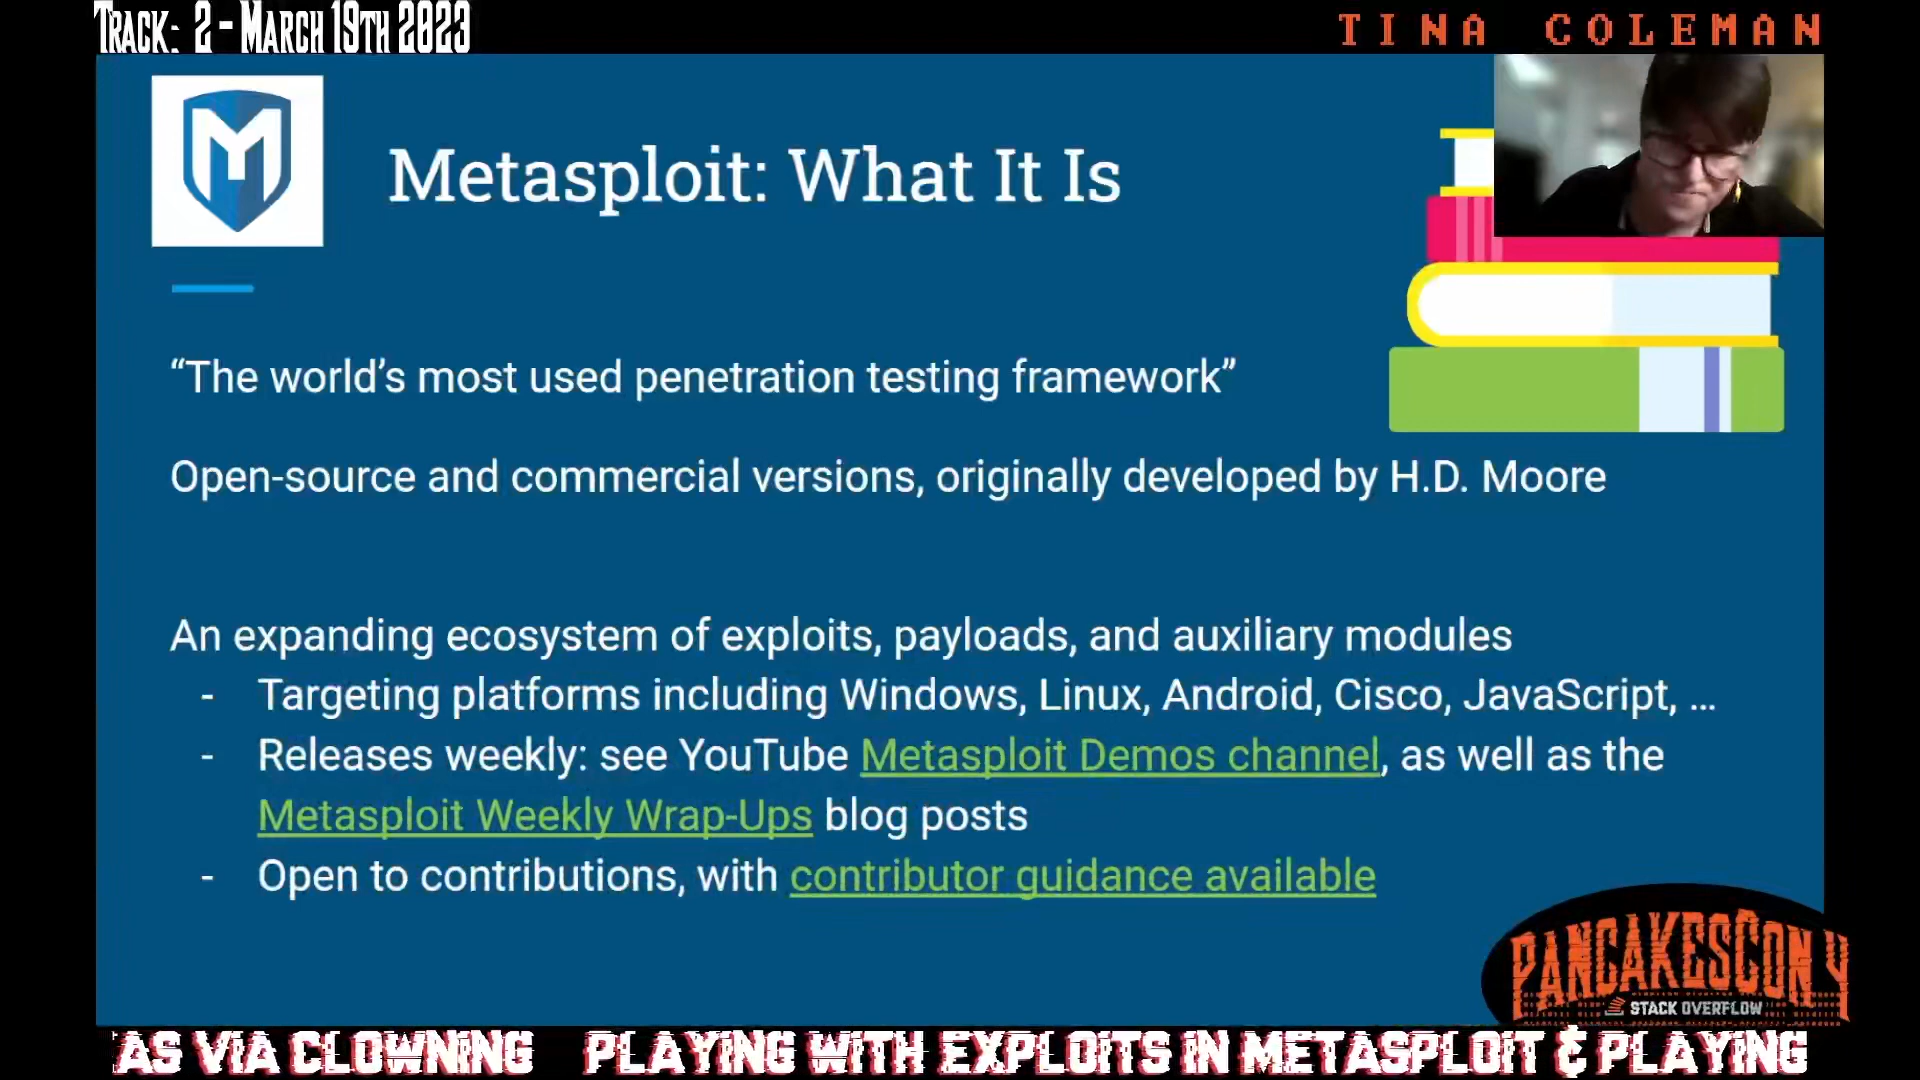 Track: 2 - March 19th 2023
TINA COLEMAN
Metasploit: What It Is
“The world’s most used penetration testing framework”
Open-source and commercial versions, originally developed by H.D. Moore
An expanding ecosystem of exploits, payloads, and auxiliary modules
- Targeting platforms including Windows, Linux, Android, Cisco, JavaScript, ...
- Releases weekly: see YouTube Metasploit Demos channel, as well as the
Metasploit Weekly Wrap-Ups blog posts
- Open to contributions, with contributor guidance available
PANCAKESCON 4
STACK OVERFLOW
AS VIA CLOWNING PLAYING WITH EXPLOITS IN METASPLOIT & PLAYING